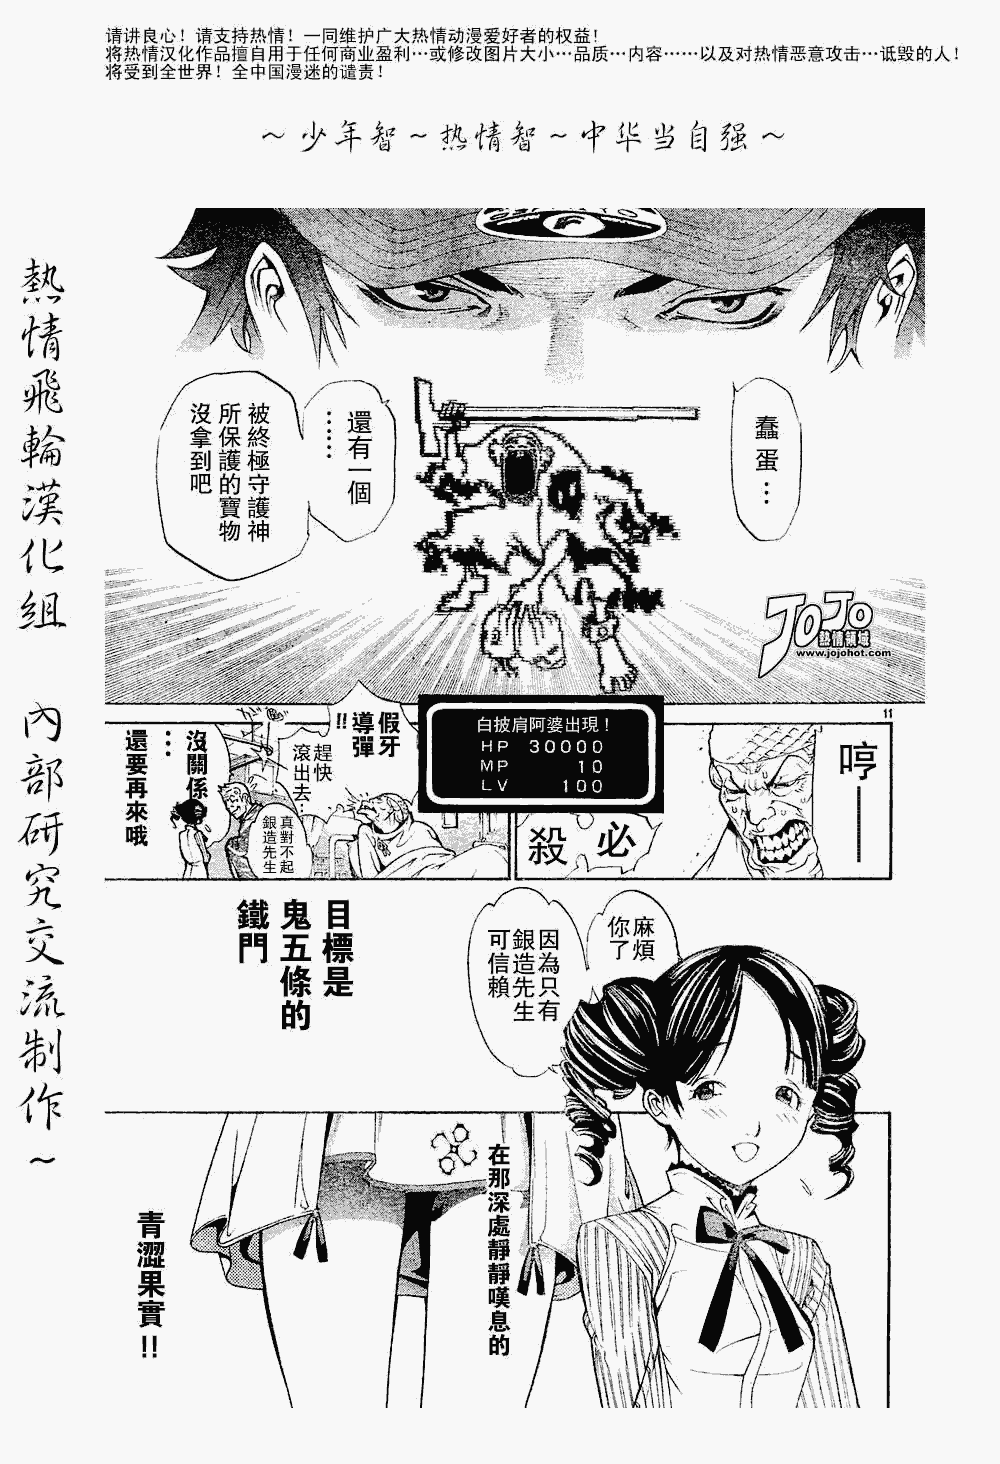 请讲良心！请支持热情！一同维护广大热情动漫爱好者的权益！
将热情汉化作品擅自用于任何商业盈利…或修改图片大小…品质…内容……以及对热情恶意攻击…诋毁的人！
将受到全世界！全中国漫迷的谴责！
～少年智～热情智～中华当自强～
熱情飛輪漢化組 內部研究交流制作～
蠢蛋…
還有一個
……
被終極守護神
所保護的寶物
沒拿到吧
JOJO
熱情領域
www.jojohot.com
11
白披肩阿婆出現！
HP 30000
MP 10
LV 100
哼——
必
殺
假牙
導彈
!!
趕快
滾出去…
真對不起
銀造先生
沒關係
…
還要再來哦
麻煩
你了
因為只有
銀造先生
可信賴
目標是
鬼五條的
鐵門
在那深處靜靜嘆息的
青澀果實!!